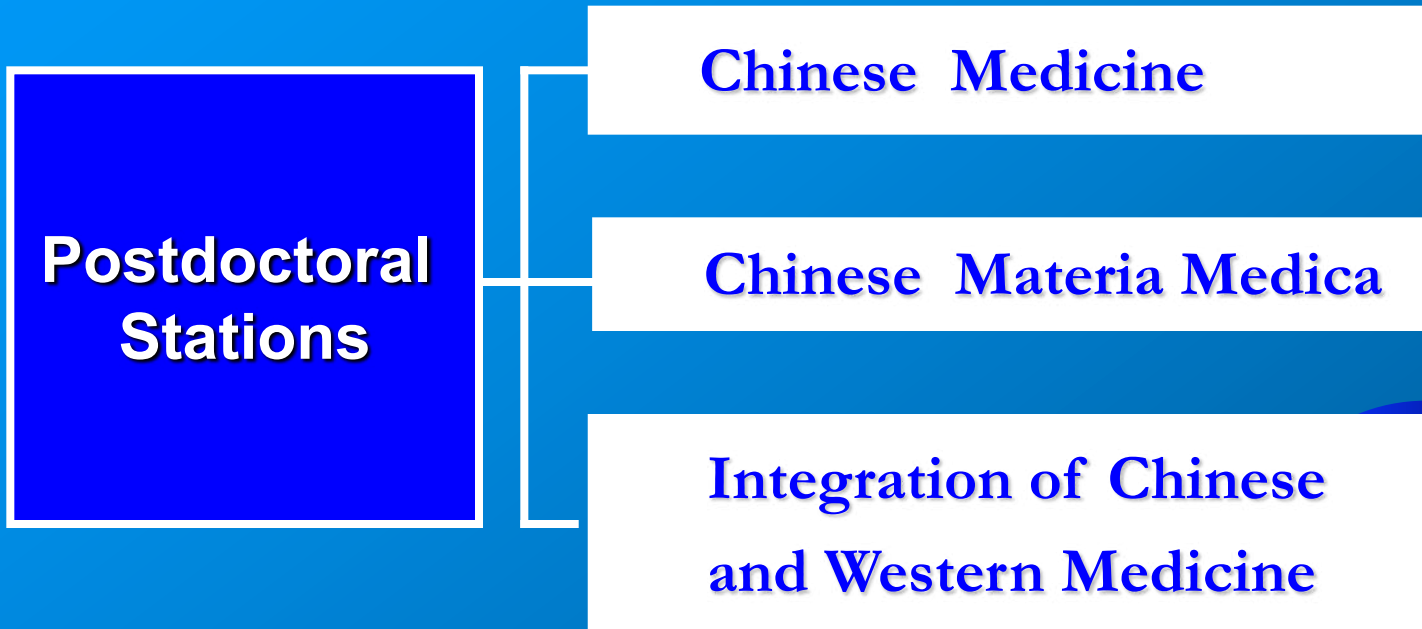 Postdoctoral
Stations
Chinese Medicine
Chinese Materia Medica
Integration of Chinese
and Western Medicine